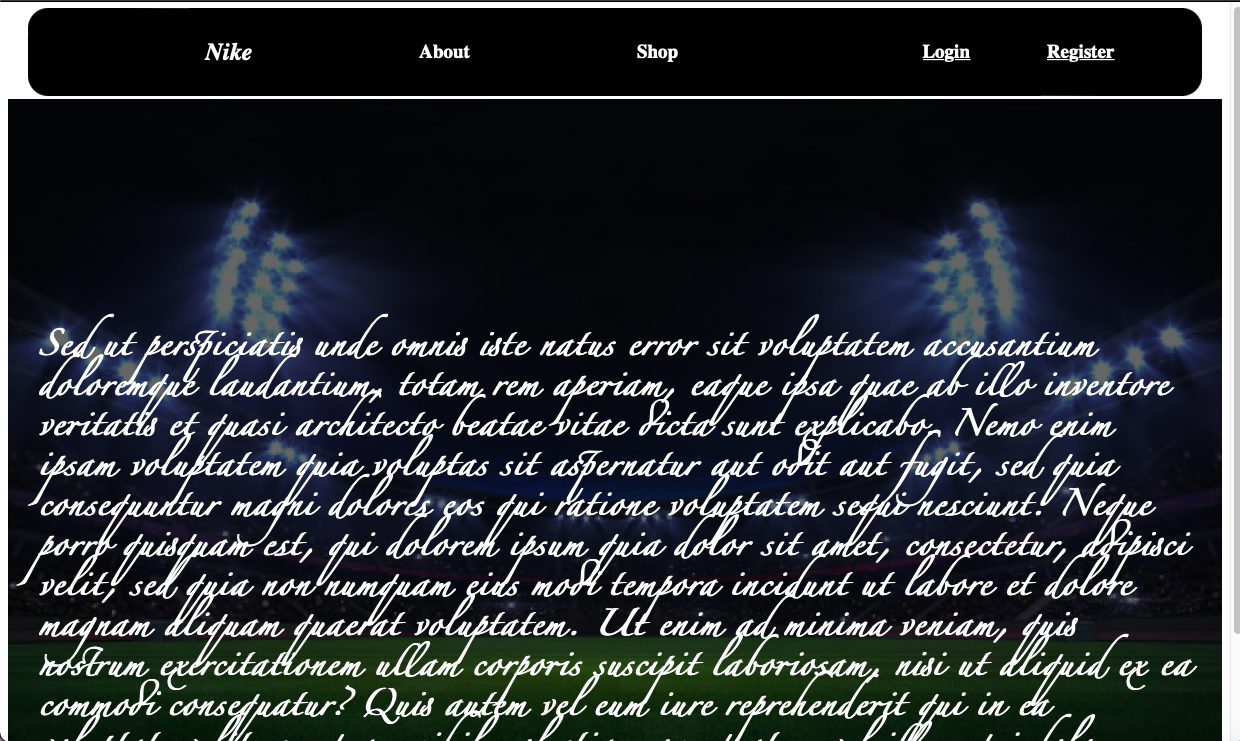 Nike About Shop Login Register
Sed ut perspiciatis unde omnis iste natus error sit voluptatem accusantium
doloremque laudantium, totam rem aperiam, eaque ipsa quae ab illo inventore
veritatis et quasi architecto beatae vitae dicta sunt explicabo. Nemo enim
ipsam voluptatem quia voluptas sit aspernatur aut odit aut fugit, sed quia
consequuntur magni dolores eos qui ratione voluptatem sequi nesciunt. Neque
porro quisquam est, qui dolorem ipsum quia dolor sit amet, consectetur, adipisci
velit, sed quia non numquam eius modi tempora incidunt ut labore et dolore
magnam aliquam quaerat voluptatem. Ut enim ad minima veniam, quis
nostrum exercitationem ullam corporis suscipit laboriosam, nisi ut aliquid ex ea
commodi consequatur? Quis autem vel eum iure reprehenderit qui in ea